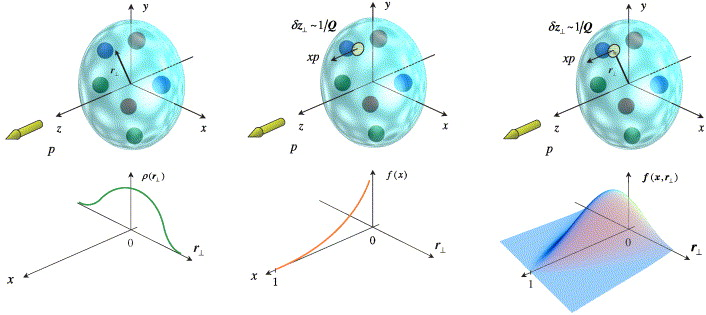 y
r⊥
z
x
p
y
δz⊥ ~ 1/Q
xp
z
x
p
y
δz⊥ ~ 1/Q
xp
r⊥
z
x
p
ρ(r⊥)
0
r⊥
x
f(x)
0
r⊥
x
1
f(x, r⊥)
0
r⊥
x
1